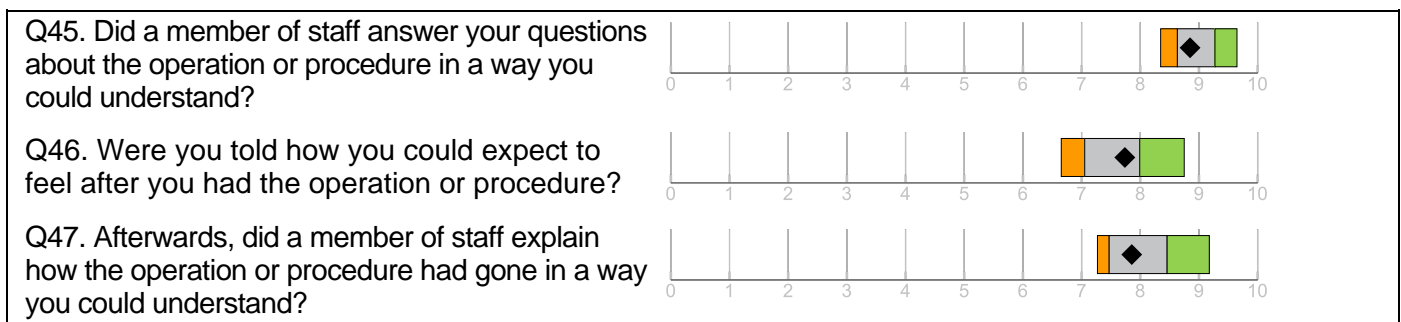 Q45. Did a member of staff answer your questions
about the operation or procedure in a way you
could understand?
0 1 2 3 4 5 6 7 8 9 10
Q46. Were you told how you could expect to
feel after you had the operation or procedure?
0 1 2 3 4 5 6 7 8 9 10
Q47. Afterwards, did a member of staff explain
how the operation or procedure had gone in a way
you could understand?
0 1 2 3 4 5 6 7 8 9 10